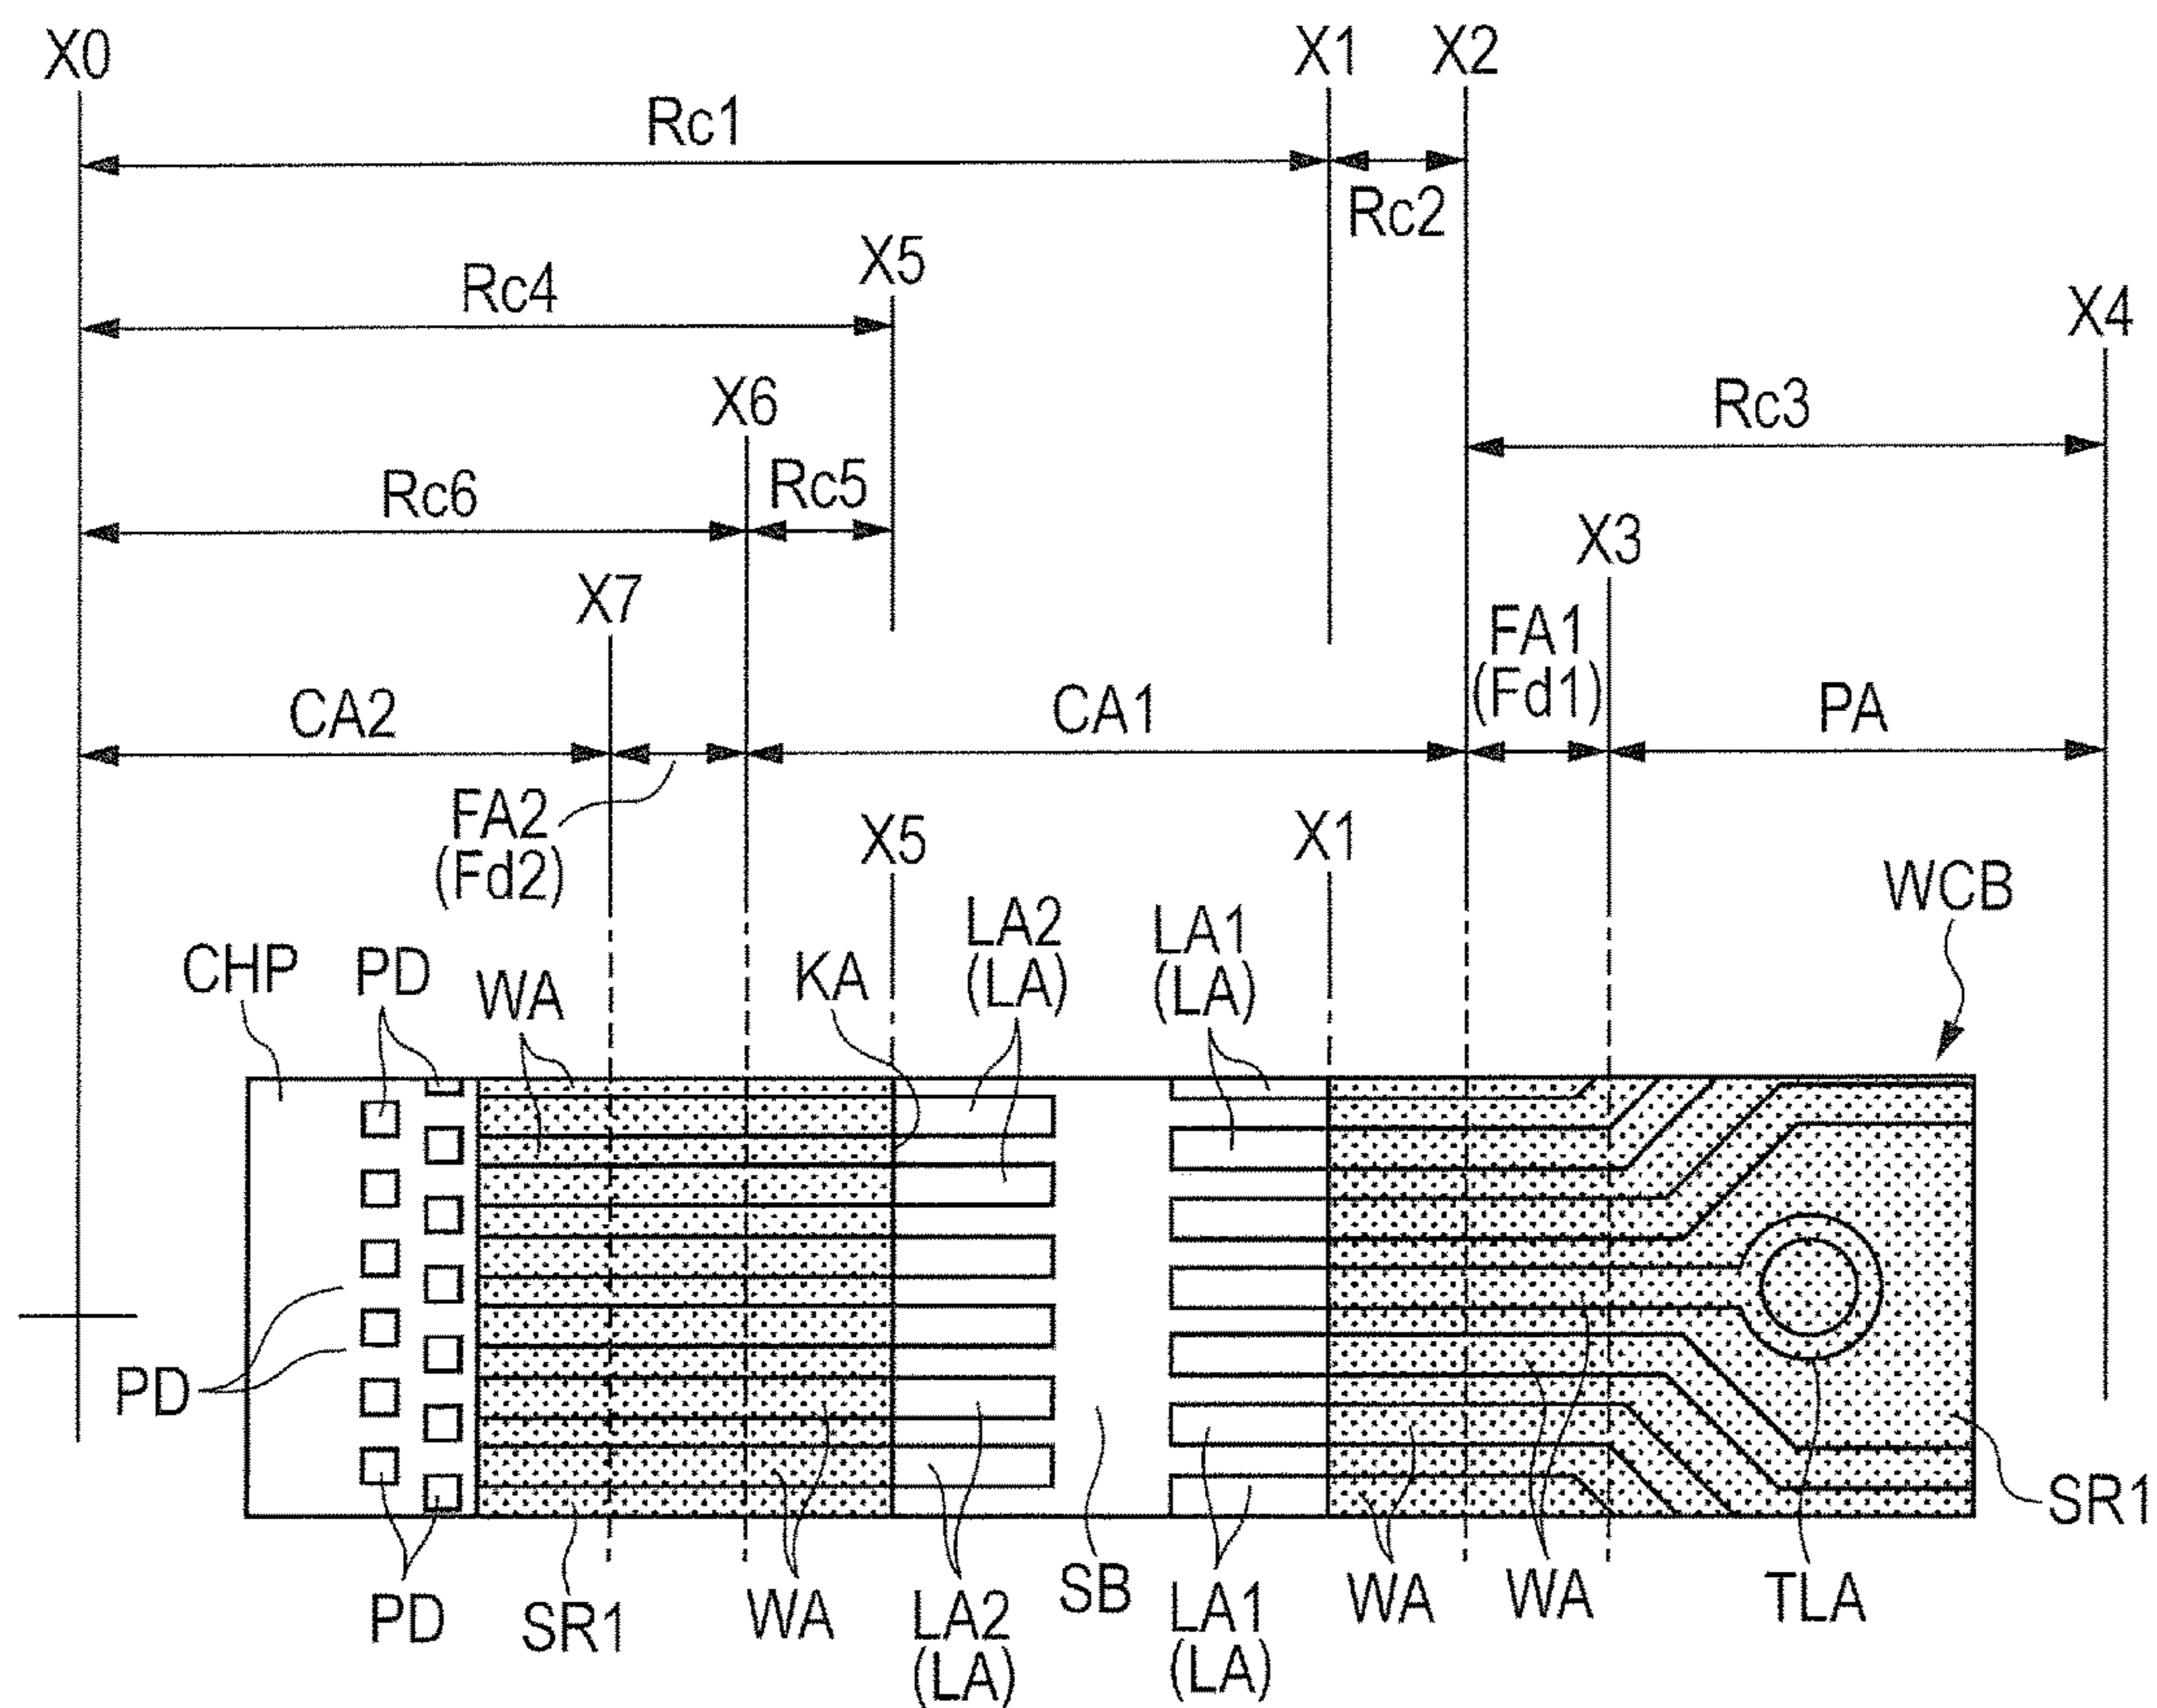 X0
X1
X2
Rc1
Rc2
X5
Rc4
X4
X6
Rc3
Rc5
Rc6
X3
X7
FA1
(Fd1)
CA2
CA1
PA
FA2
(Fd2)
X5
X1
WCB
LA2
(LA)
LA1
(LA)
CHP
PD
WA
KA
PD
SR1
PD
SR1
WA
LA2
(LA)
SB
LA1
(LA)
WA
WA
TLA